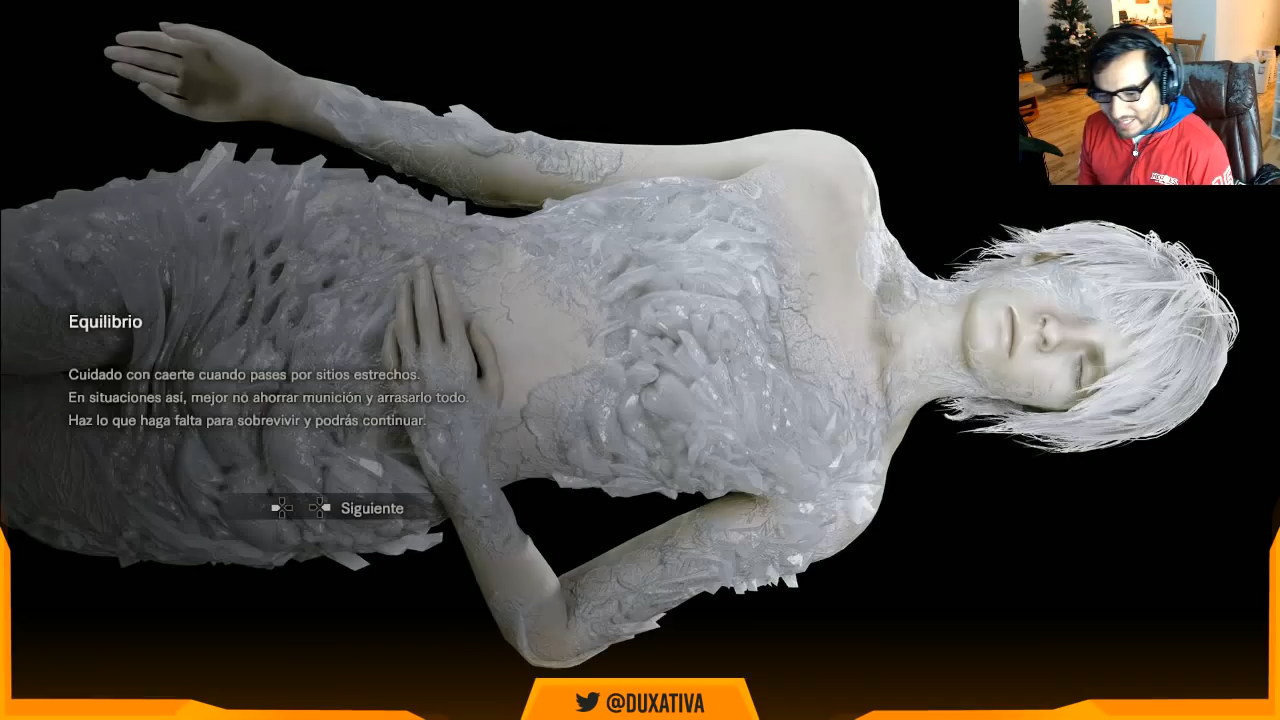 Equilibrio
Cuidado con caerte cuando pases por sitios estrechos.
En situaciones así, mejor no ahorrar munición y arrasarlo todo.
Haz lo que haga falta para sobrevivir y podrás continuar.
Siguiente
@DUXATIVA